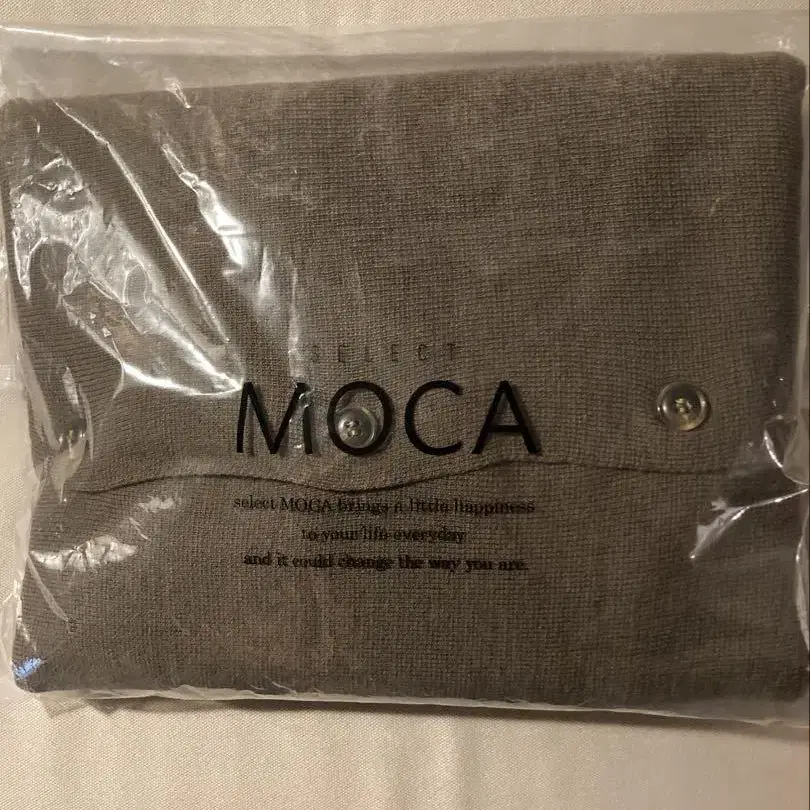 SELECT
MOCA
select MOCA brings a little happiness
to your life everyday
and it could change the way you are.